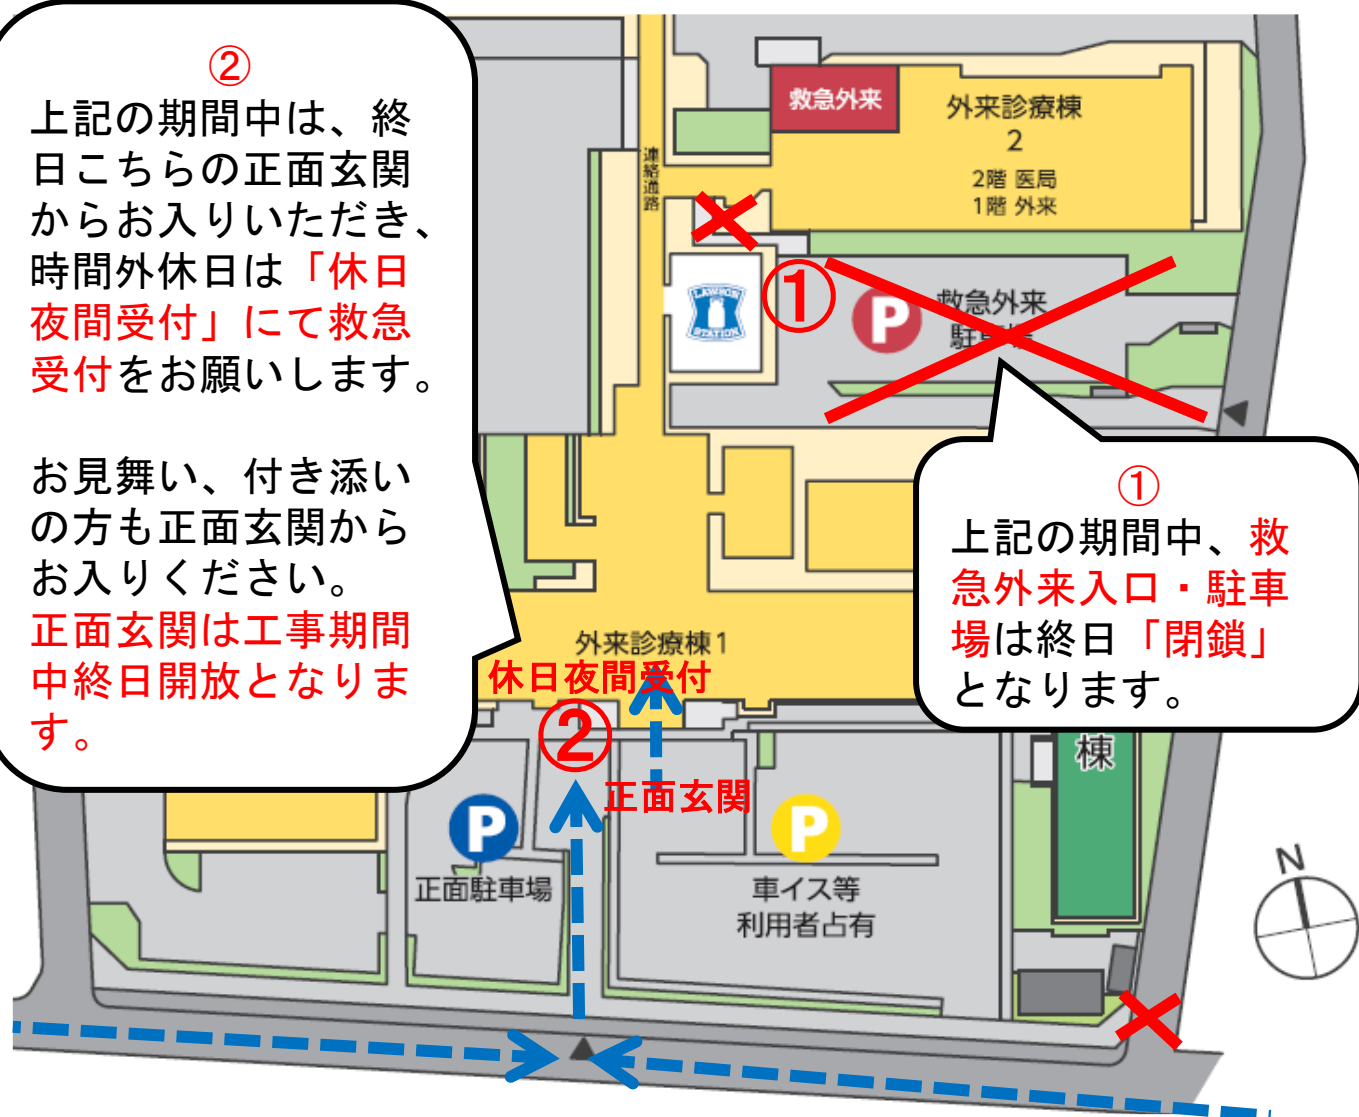 ②
上記の期間中は、終
日こちらの正面玄関
からお入りいただき、
時間外休日は「休日
夜間受付」にて救急
受付をお願いします。
お見舞い、付き添い
の方も正面玄関から
お入りください。
正面玄関は工事期間
中終日開放となりま
す。
救急外来
外来診療棟
2
2階 医局
1階 外来
連絡通路
LAWSON
STATION
①
P
救急外来
駐車場
①
上記の期間中、救
急外来入口・駐車
場は終日「閉鎖」
となります。
外来診療棟1
休日夜間受付
②
正面玄関
棟
P
正面駐車場
P
車イス等
利用者占有
N